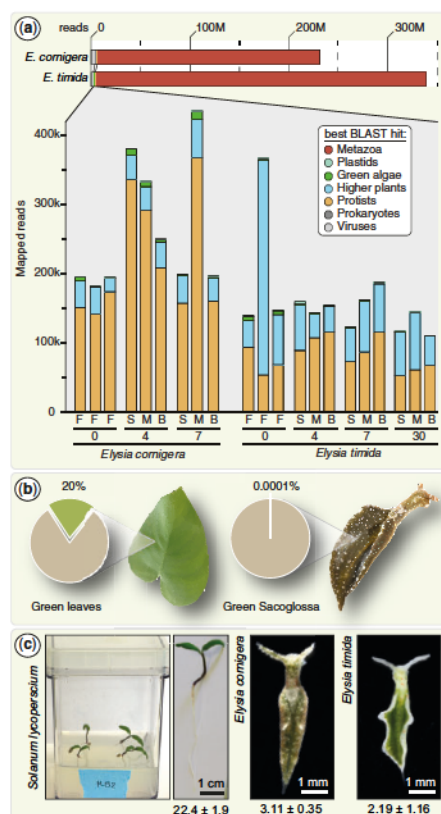 (a)
reads
0 100M 200M 300M
E. cornigera
E. timida
best BLAST hit:
Metazoa
Plastids
Green algae
Higher plants
Protists
Prokaryotes
Viruses
Mapped reads
400k
300k
200k
100k
0
F F F S M B S M B F F F S M B S M B S M B
0 4 7 0 4 7 30
Elysia cornigera Elysia timida
(b)
20% 0.0001%
Green leaves Green Sacoglossa
(c)
Solanum lycoperscium
Elysia cornigera
Elysia timida
1 cm 1 mm 1 mm
22.4 ± 1.9 3.11 ± 0.35 2.19 ± 1.16